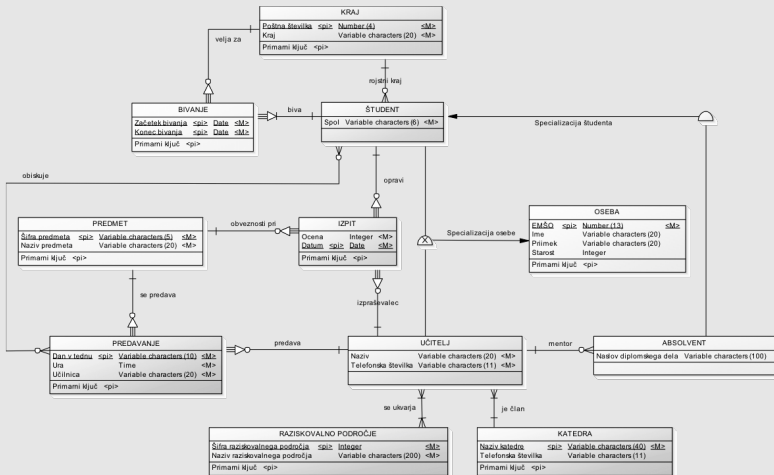 KRAJ
Poštna številka <pi> Number (4) <M>
Kraj Variable characters (20) <M>
Primarni ključ <pi>
velja za
rojstni kraj
BIVANJE
Začetek bivanja <pi> Date <M>
Konec bivanja <pi> Date <M>
Primarni ključ <pi>
biva
ŠTUDENT
Spol Variable characters (6) <M>
Specializacija študenta
obiskuje
opravi
PREDMET
Šifra predmeta <pi> Variable characters (5) <M>
Naziv predmeta Variable characters (20) <M>
Primarni ključ <pi>
obveznosti pri
IZPIT
Ocena Integer <M>
Datum <pi> Date <M>
Primarni ključ <pi>
Specializacija osebe
OSEBA
EMŠO <pi> Number (13) <M>
Ime Variable characters (20)
Priimek Variable characters (20)
Starost Integer
Primarni ključ <pi>
se predava
izpraševalec
PREDAVANJE
Dan v tednu <pi> Variable characters (10) <M>
Ura Time <M>
Učilnica Variable characters (20) <M>
Primarni ključ <pi>
predava
UČITELJ
Naziv Variable characters (20) <M>
Telefonska številka Variable characters (11) <M>
mentor
ABSOLVENT
Naslov diplomskega dela Variable characters (100)
se ukvarja
je član
RAZISKOVALNO PODROČJE
Šifra raziskovalnega področja <pi> Integer <M>
Naziv raziskovalnega področja Variable characters (200) <M>
Primarni ključ <pi>
KATEDRA
Naziv katedre <pi> Variable characters (40) <M>
Telefonska številka Variable characters (11)
Primarni ključ <pi>